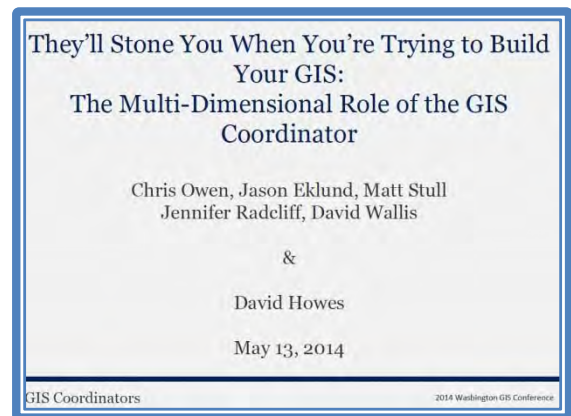 They’ll Stone You When You’re Trying to Build
Your GIS:
The Multi-Dimensional Role of the GIS
Coordinator
Chris Owen, Jason Eklund, Matt Stull
Jennifer Radcliff, David Wallis
&
David Howes
May 13, 2014
GIS Coordinators
2014 Washington GIS Conference